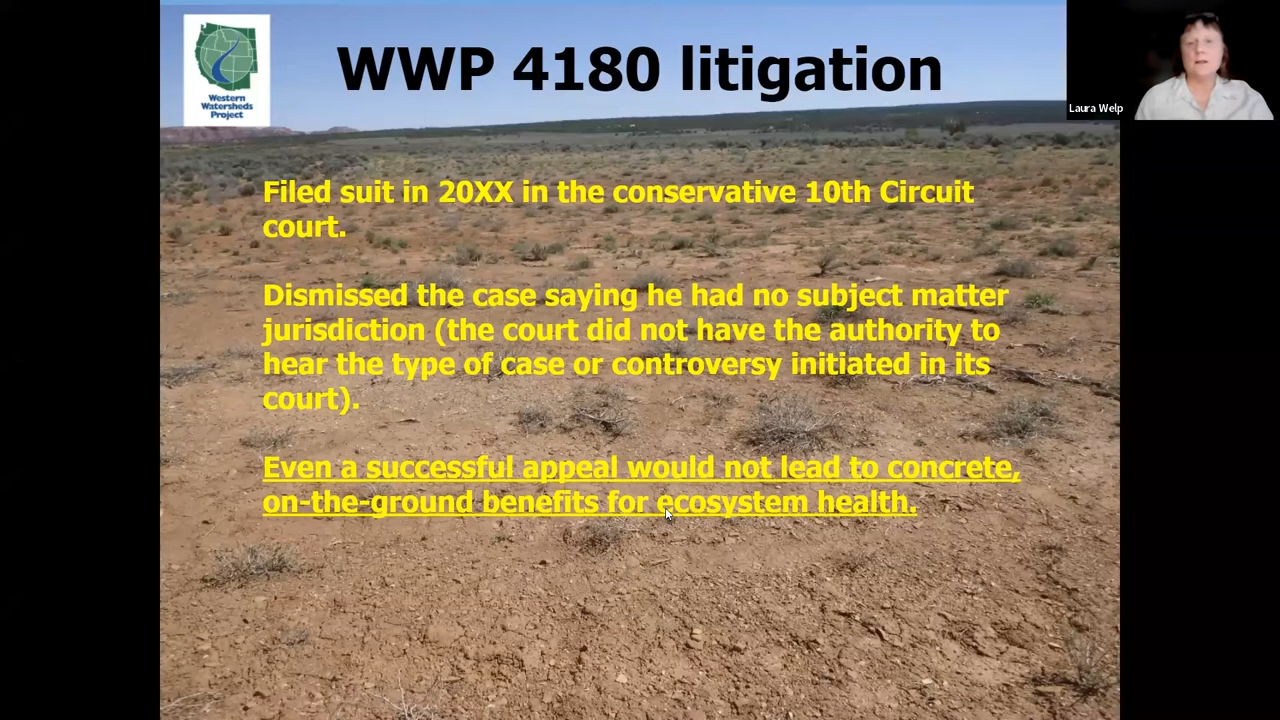 WWP 4180 litigation
Western
Watersheds
Project
Laura Welp
Filed suit in 20XX in the conservative 10th Circuit
court.
Dismissed the case saying he had no subject matter
jurisdiction (the court did not have the authority to
hear the type of case or controversy initiated in its
court).
Even a successful appeal would not lead to concrete,
on-the-ground benefits for ecosystem health.